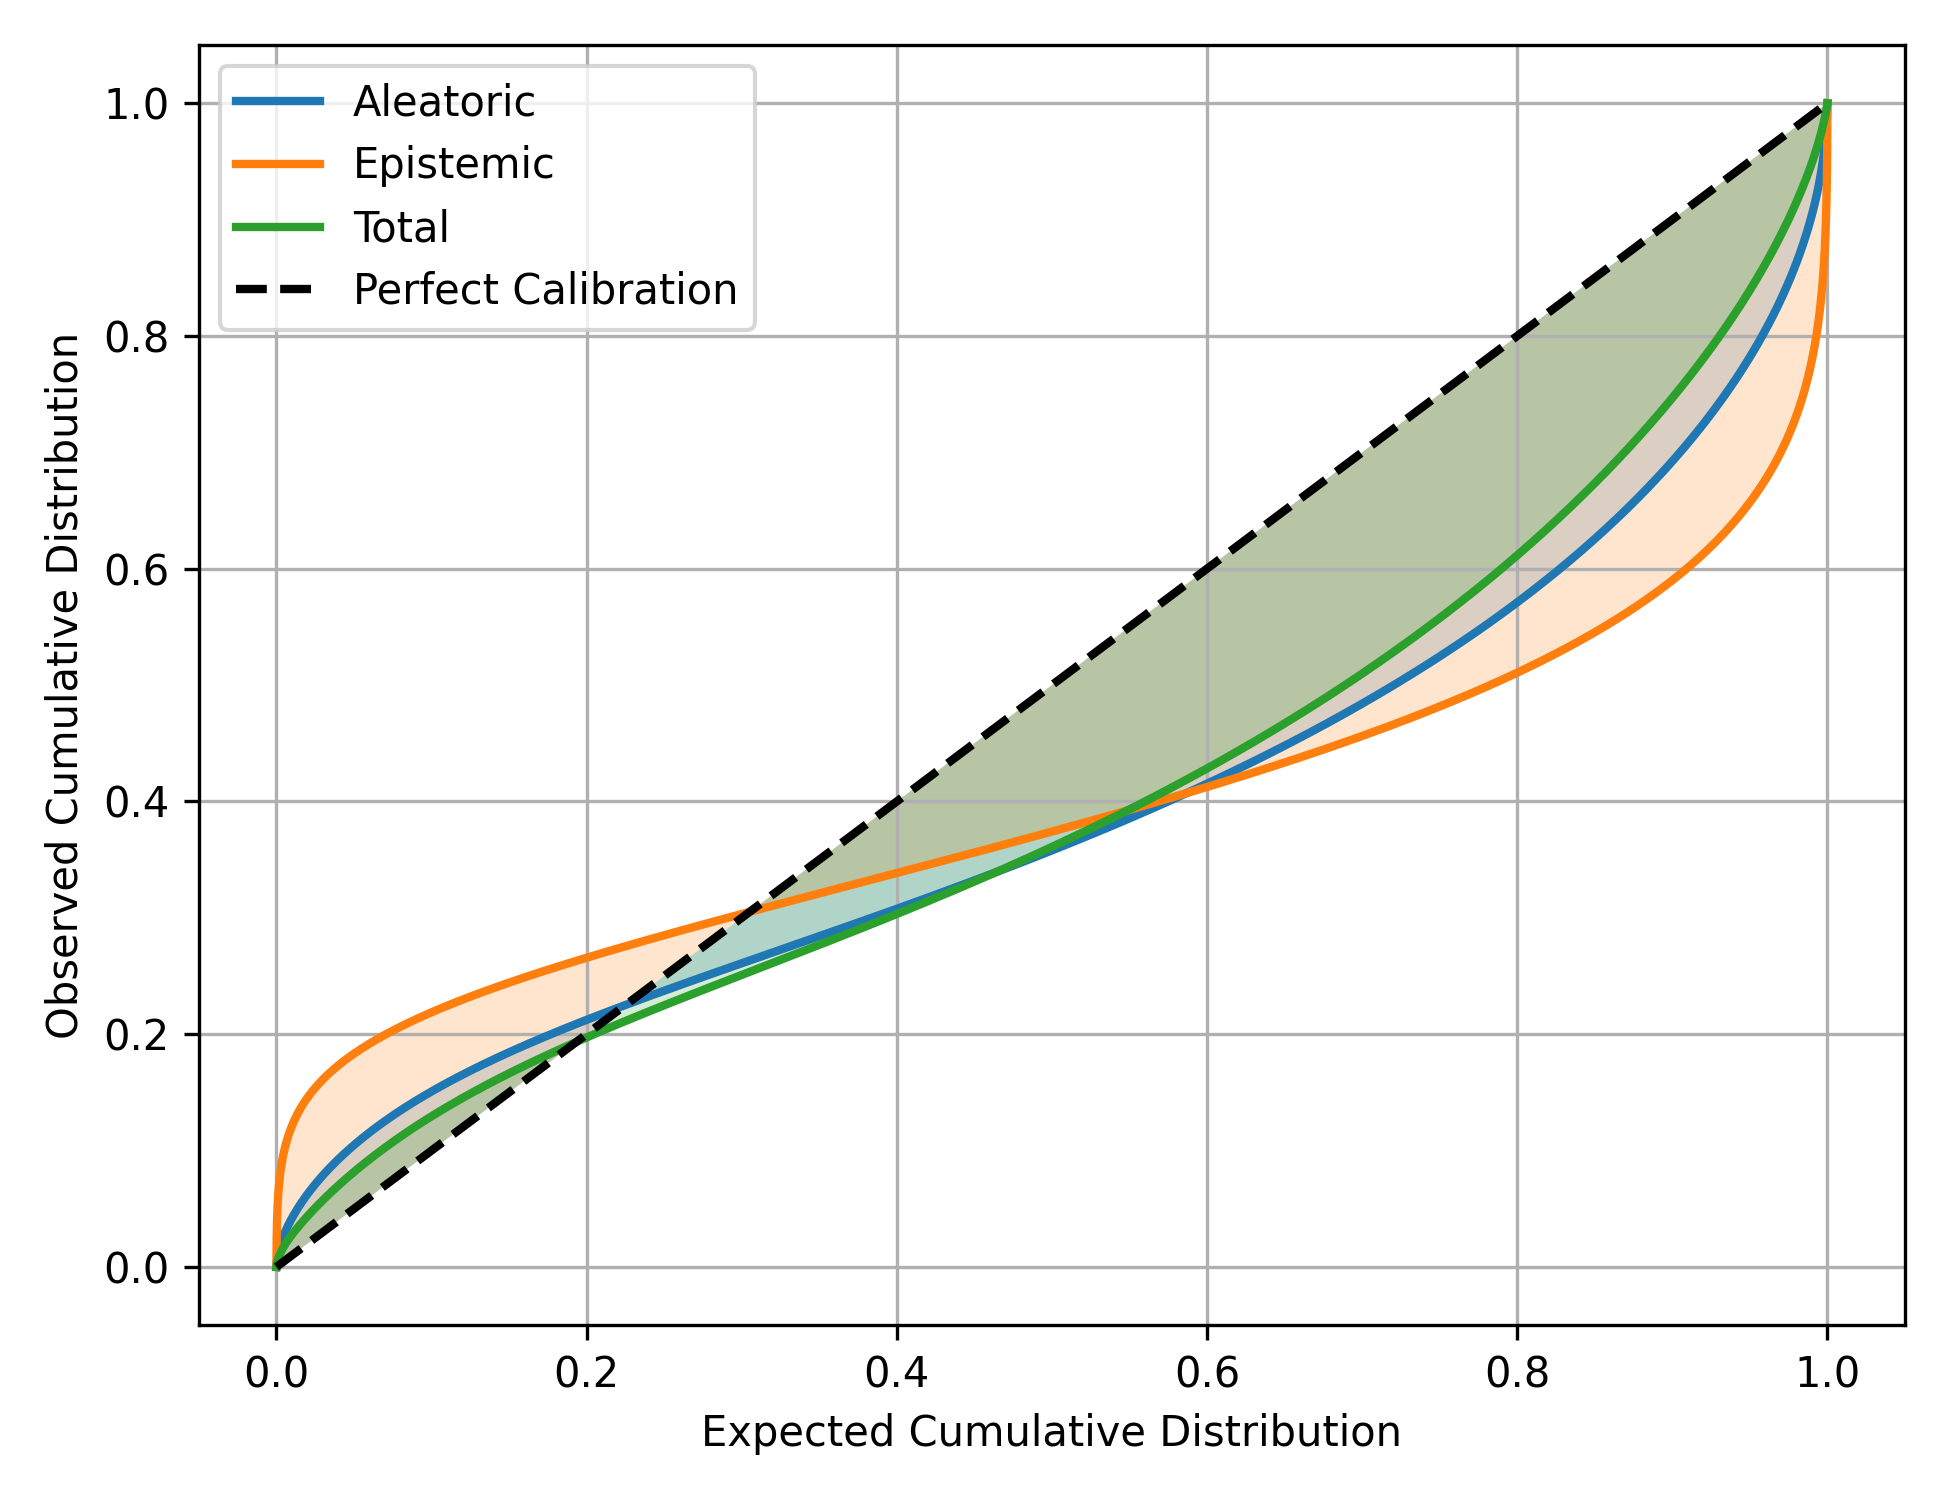 Aleatoric
Epistemic
Total
Perfect Calibration
1.0
0.8
0.6
0.4
0.2
0.0
Observed Cumulative Distribution
0.0 0.2 0.4 0.6 0.8 1.0
Expected Cumulative Distribution